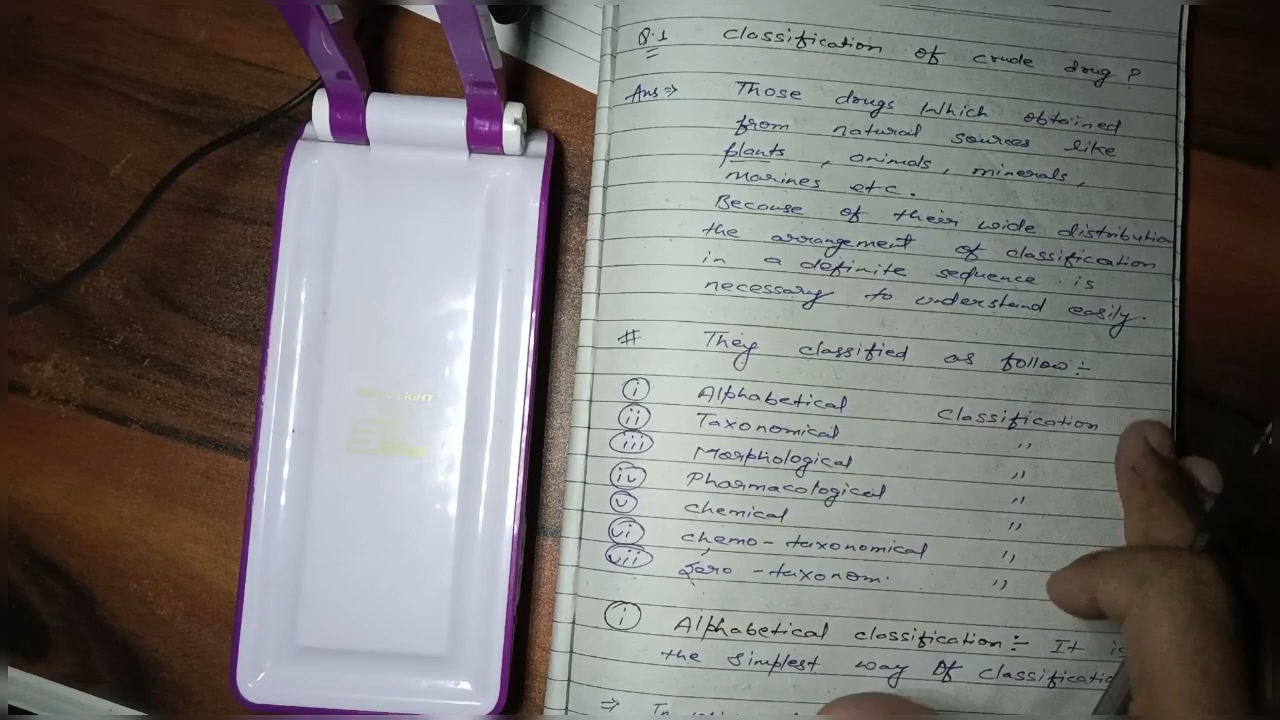 Q.1 Classification of crude drug ?
Ans⇒ Those drugs which obtained
from natural sources like
plants , animals, minerals,
Marines etc.
Because of their wide distribution
the arrangement of classification
in a definite sequence is
necessary to understand easily.
# They classified as follow:-
(i) Alphabetical Classification
(ii) Taxonomical ,,
(iii) Morphological ,,
(iv) Pharmacological ,,
(v) chemical ,,
(vi) chemo-taxonomical ,,
(vii) -taxonomi ,,
(i) Alphabetical classification:- It is
the simplest way of classificatio